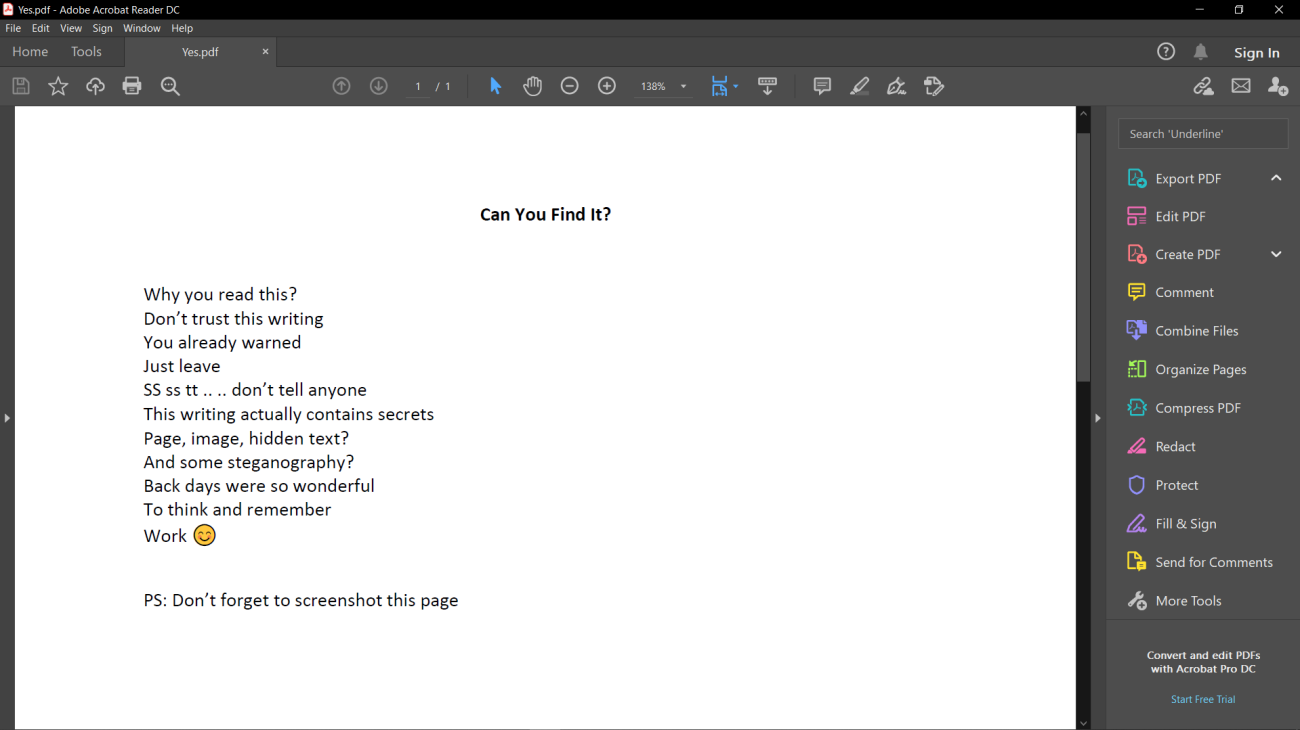 Yes.pdf - Adobe Acrobat Reader DC
File Edit View Sign Window Help
Home Tools Yes.pdf × Sign In
1 / 1 138%
Can You Find It?
Why you read this?
Don't trust this writing
You already warned
Just leave
SS ss tt .. .. don't tell anyone
This writing actually contains secrets
Page, image, hidden text?
And some steganography?
Back days were so wonderful
To think and remember
Work 😊
PS: Don't forget to screenshot this page
Search 'Underline'
Export PDF
Edit PDF
Create PDF
Comment
Combine Files
Organize Pages
Compress PDF
Redact
Protect
Fill & Sign
Send for Comments
More Tools
Convert and edit PDFs
with Acrobat Pro DC
Start Free Trial